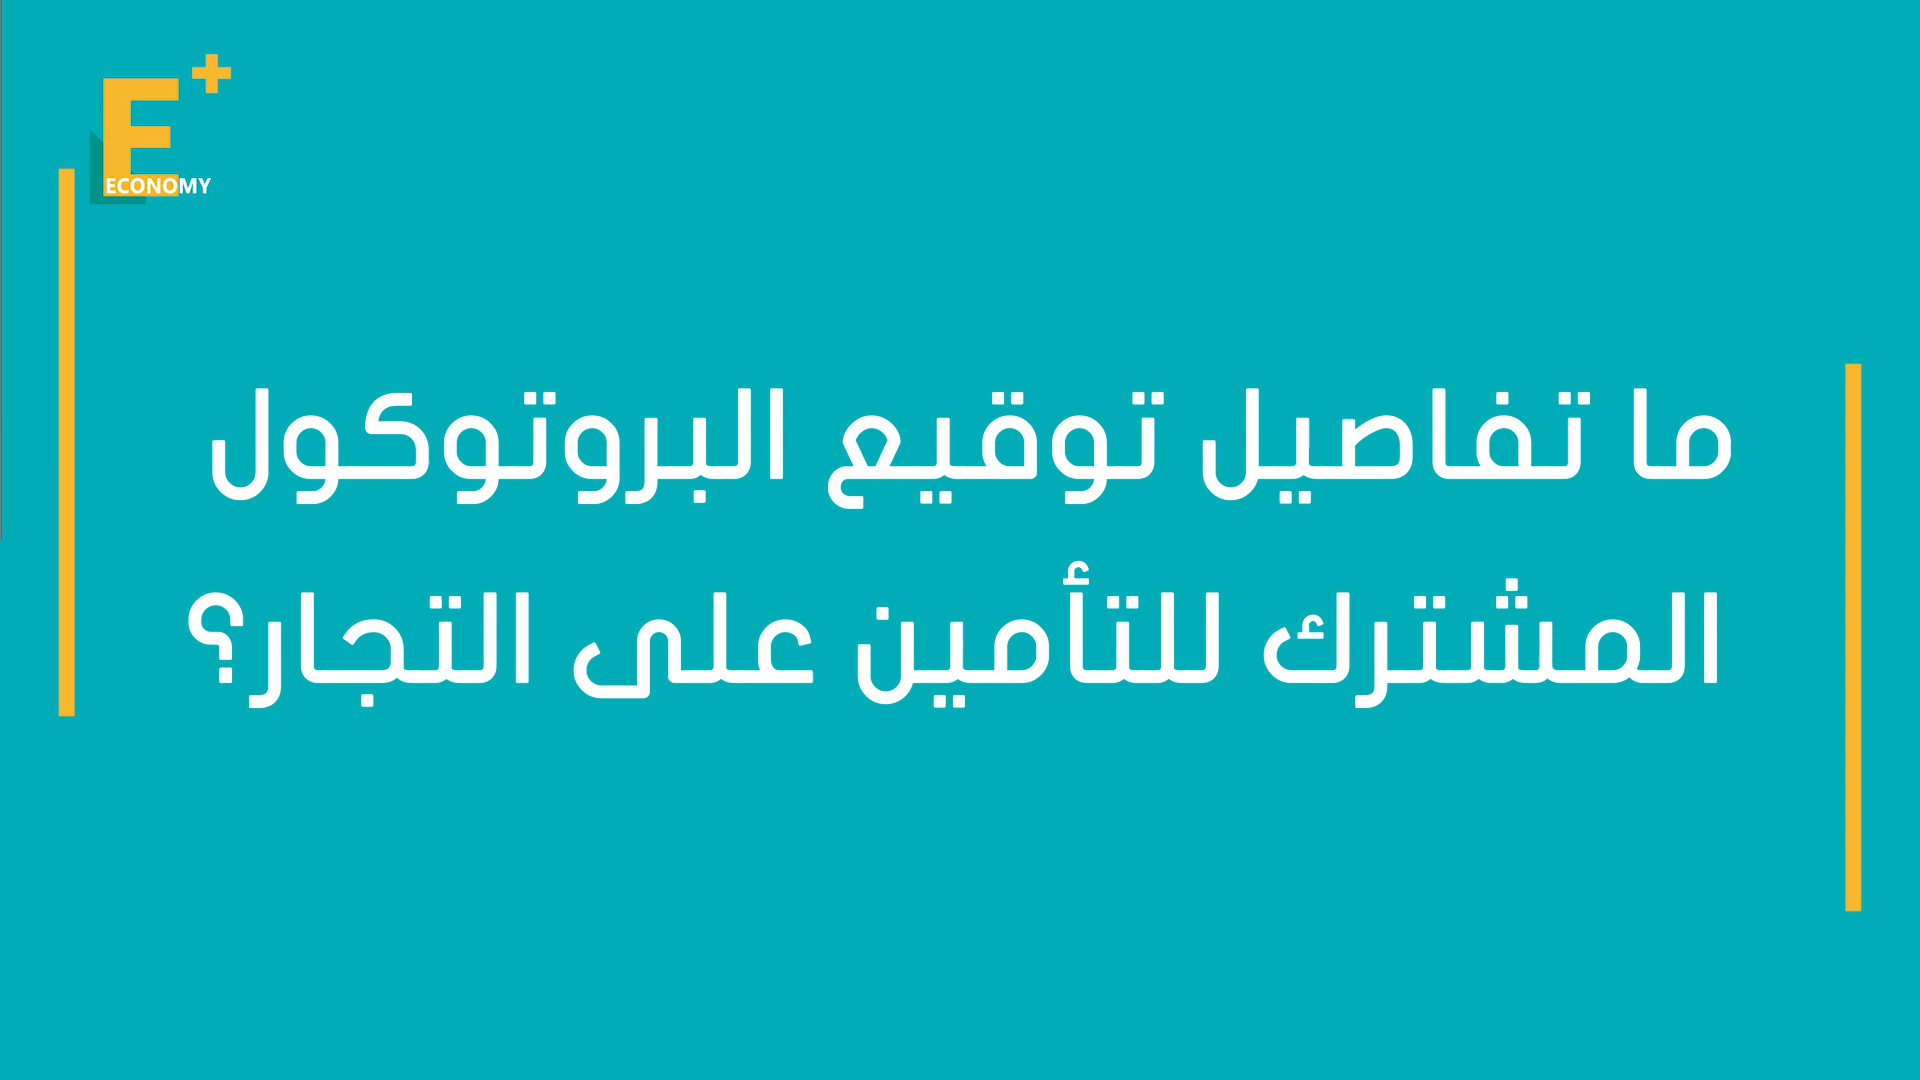 E+
ECONOMY
ما تفاصيل توقيع البروتوكول
المشترك للتأمين على التجار؟